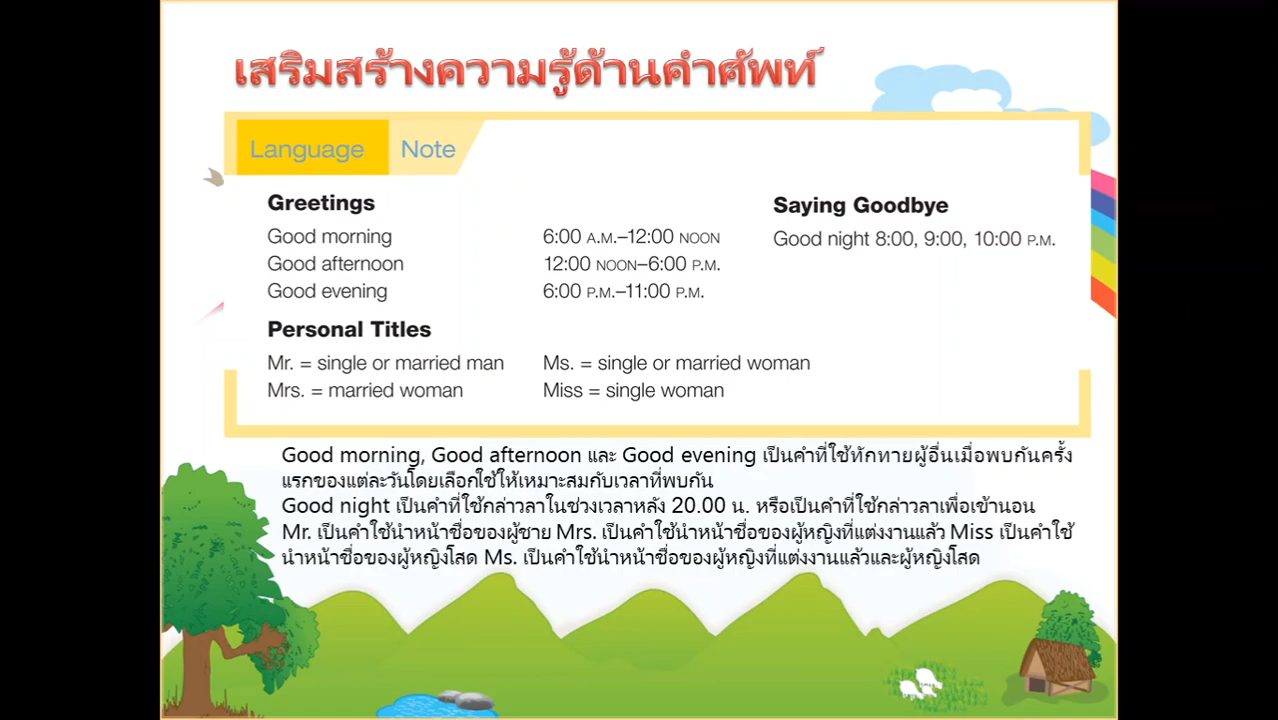 เสริมสร้างความรู้ด้านคำศัพท์
Language Note
Greetings
Good morning 6:00 A.M.–12:00 NOON
Good afternoon 12:00 NOON–6:00 P.M.
Good evening 6:00 P.M.–11:00 P.M.
Saying Goodbye
Good night 8:00, 9:00, 10:00 P.M.
Personal Titles
Mr. = single or married man Ms. = single or married woman
Mrs. = married woman Miss = single woman
Good morning, Good afternoon และ Good evening เป็นคำที่ใช้ทักทายผู้อื่นเมื่อพบกันครั้ง
แรกของแต่ละวันโดยเลือกใช้ให้เหมาะสมกับเวลาที่พบกัน
Good night เป็นคำที่ใช้กล่าวลาในช่วงเวลาหลัง 20.00 น. หรือเป็นคำที่ใช้กล่าวลาเพื่อเข้านอน
Mr. เป็นคำใช้นำหน้าชื่อของผู้ชาย Mrs. เป็นคำใช้นำหน้าชื่อของผู้หญิงที่แต่งงานแล้ว Miss เป็นคำใช้
นำหน้าชื่อของผู้หญิงโสด Ms. เป็นคำใช้นำหน้าชื่อของผู้หญิงที่แต่งงานแล้วและผู้หญิงโสด